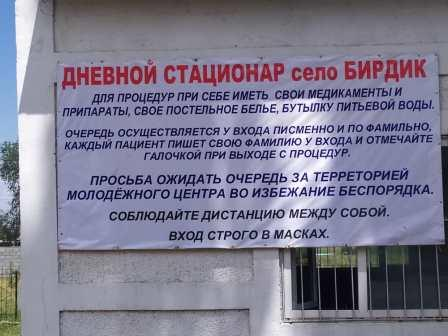 ДНЕВНОЙ СТАЦИОНАР село БИРДИК
ДЛЯ ПРОЦЕДУР ПРИ СЕБЕ ИМЕТЬ СВОИ МЕДИКАМЕНТЫ И
ПРИПАРАТЫ, СВОЕ ПОСТЕЛЬНОЕ БЕЛЬЕ, БУТЫЛКУ ПИТЬЕВОЙ ВОДЫ.
ОЧЕРЕДЬ ОСУЩЕСТВЛЯЕТСЯ У ВХОДА ПИСМЕННО И ПО ФАМИЛЬНО,
КАЖДЫЙ ПАЦИЕНТ ПИШЕТ СВОЮ ФАМИЛИЮ У ВХОДА И ОТМЕЧАЙТЕ
ГАЛОЧКОЙ ПРИ ВЫХОДЕ С ПРОЦЕДУР.
ПРОСЬБА ОЖИДАТЬ ОЧЕРЕДЬ ЗА ТЕРРИТОРИЕЙ
МОЛОДЁЖНОГО ЦЕНТРА ВО ИЗБЕЖАНИЕ БЕСПОРЯДКА.
СОБЛЮДАЙТЕ ДИСТАНЦИЮ МЕЖДУ СОБОЙ.
ВХОД СТРОГО В МАСКАХ.